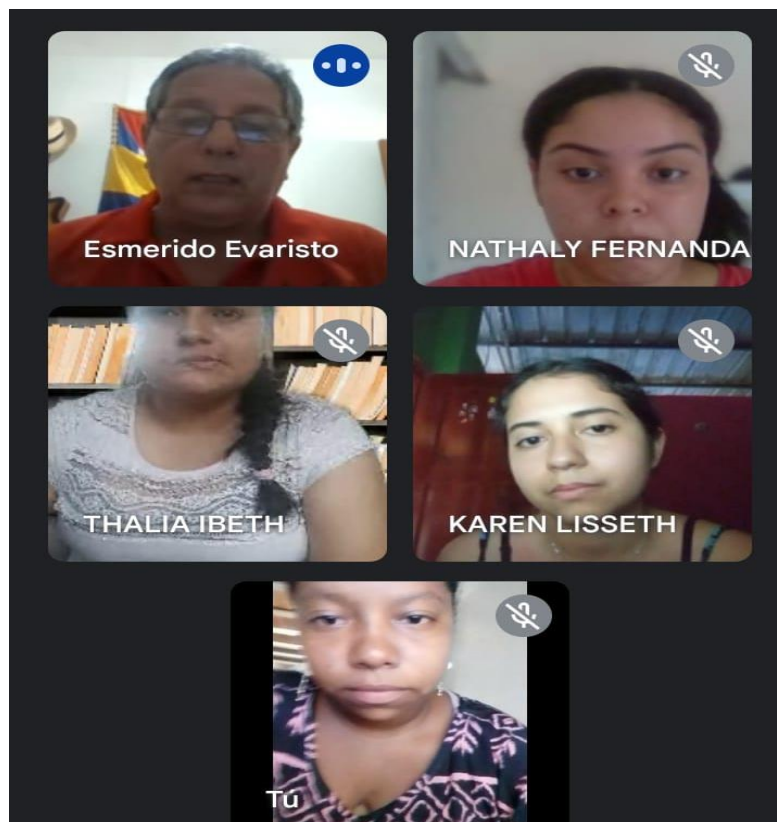 Esmerido Evaristo
NATHALY FERNANDA
THALIA IBETH
KAREN LISSETH
Tú